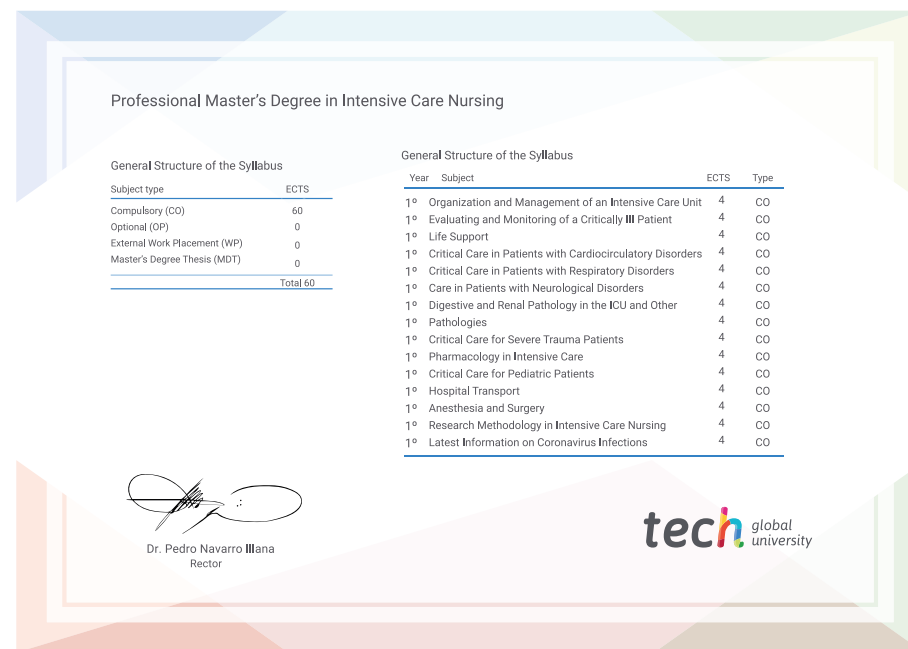 Professional Master's Degree in Intensive Care Nursing
General Structure of the Syllabus
Subject type ECTS
Compulsory (CO) 60
Optional (OP) 0
External Work Placement (WP) 0
Master's Degree Thesis (MDT) 0
Total 60
General Structure of the Syllabus
Year Subject ECTS Type
1º Organization and Management of an Intensive Care Unit 4 CO
1º Evaluating and Monitoring of a Critically Ill Patient 4 CO
1º Life Support 4 CO
1º Critical Care in Patients with Cardiocirculatory Disorders 4 CO
1º Critical Care in Patients with Respiratory Disorders 4 CO
1º Care in Patients with Neurological Disorders 4 CO
1º Digestive and Renal Pathology in the ICU and Other 4 CO
1º Pathologies 4 CO
1º Critical Care for Severe Trauma Patients 4 CO
1º Pharmacology in Intensive Care 4 CO
1º Critical Care for Pediatric Patients 4 CO
1º Hospital Transport 4 CO
1º Anesthesia and Surgery 4 CO
1º Research Methodology in Intensive Care Nursing 4 CO
1º Latest Information on Coronavirus Infections 4 CO
Dr. Pedro Navarro Illana
Rector
tech global
university